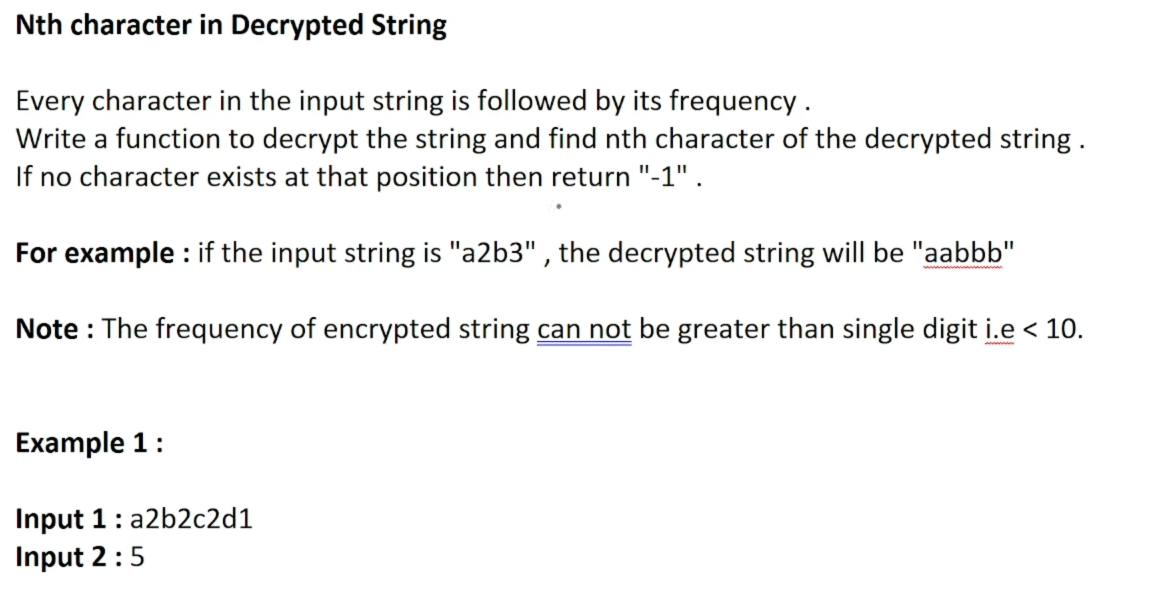 Nth character in Decrypted String
Every character in the input string is followed by its frequency .
Write a function to decrypt the string and find nth character of the decrypted string .
If no character exists at that position then return "-1" .
For example : if the input string is "a2b3" , the decrypted string will be "aabbb"
Note : The frequency of encrypted string can not be greater than single digit i.e < 10.
Example 1 :
Input 1 : a2b2c2d1
Input 2 : 5